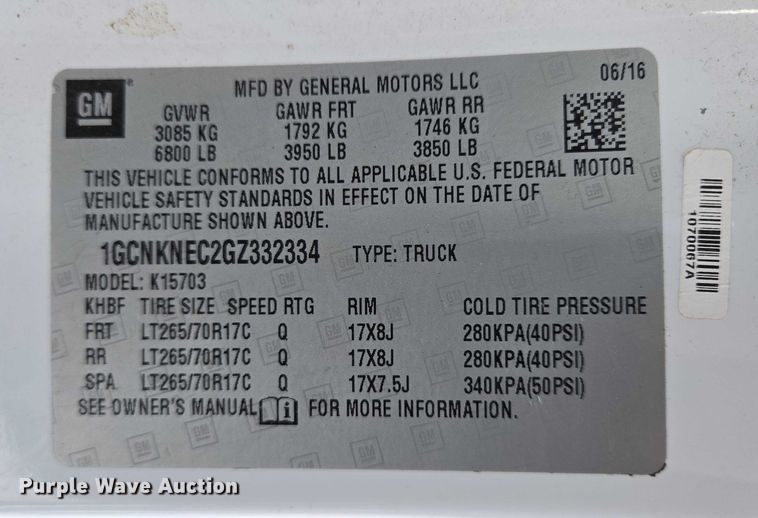 GM
MFD BY GENERAL MOTORS LLC 06/16
GVWR GAWR FRT GAWR RR
3085 KG 1792 KG 1746 KG
6800 LB 3950 LB 3850 LB
THIS VEHICLE CONFORMS TO ALL APPLICABLE U.S. FEDERAL MOTOR
VEHICLE SAFETY STANDARDS IN EFFECT ON THE DATE OF
MANUFACTURE SHOWN ABOVE.
1GCNKNEC2GZ332334 TYPE: TRUCK
MODEL: K15703
KHBF TIRE SIZE SPEED RTG RIM COLD TIRE PRESSURE
FRT LT265/70R17C Q 17X8J 280KPA(40PSI)
RR LT265/70R17C Q 17X8J 280KPA(40PSI)
SPA LT265/70R17C Q 17X7.5J 340KPA(50PSI)
SEE OWNER'S MANUAL FOR MORE INFORMATION.
1070067A
Purple Wave Auction